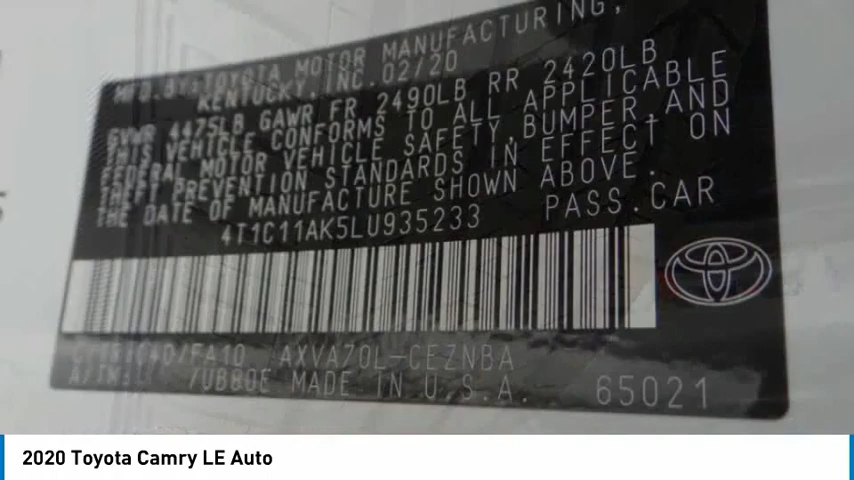 MFD.BY:TOYOTA MOTOR MANUFACTURING,
KENTUCKY,INC.02/20
GVWR 4475LB GAWR FR 2490LB RR 2420LB
THIS VEHICLE CONFORMS TO ALL APPLICABLE
FEDERAL MOTOR VEHICLE SAFETY,BUMPER,AND
THEFT PREVENTION STANDARDS IN EFFECT ON
THE DATE OF MANUFACTURE SHOWN ABOVE.
4T1C11AK5LU935233 PASS.CAR
AXVA70L-CEZNBA
/UB80E MADE IN U.S.A. 65021
2020 Toyota Camry LE Auto